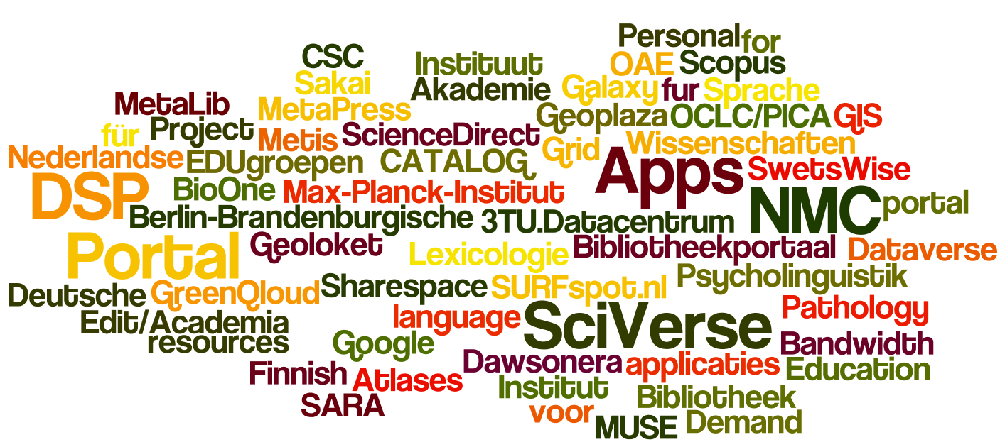 Personal for
CSC Instituut OAE Scopus
Sakai Akademie Galaxy fur Sprache
MetaLib MetaPress Geoplaza OCLC/PICA GIS
für Project Metis ScienceDirect Grid Wissenschaften
Nederlandse EDUgroepen CATALOG Apps SwetsWise
DSP BioOne Max-Planck-Institut NMC portal
Berlin-Brandenburgische 3TU.Datacentrum
Portal Geoloket Lexicologie Bibliotheekportaal Dataverse
Deutsche GreenQloud Sharespace SURFspot.nl Psycholinguistik
Edit/Academia language SciVerse Pathology
resources Google Bandwidth
Finnish Atlases Dawsonera applicaties Education
SARA Institut Bibliotheek
voor MUSE Demand